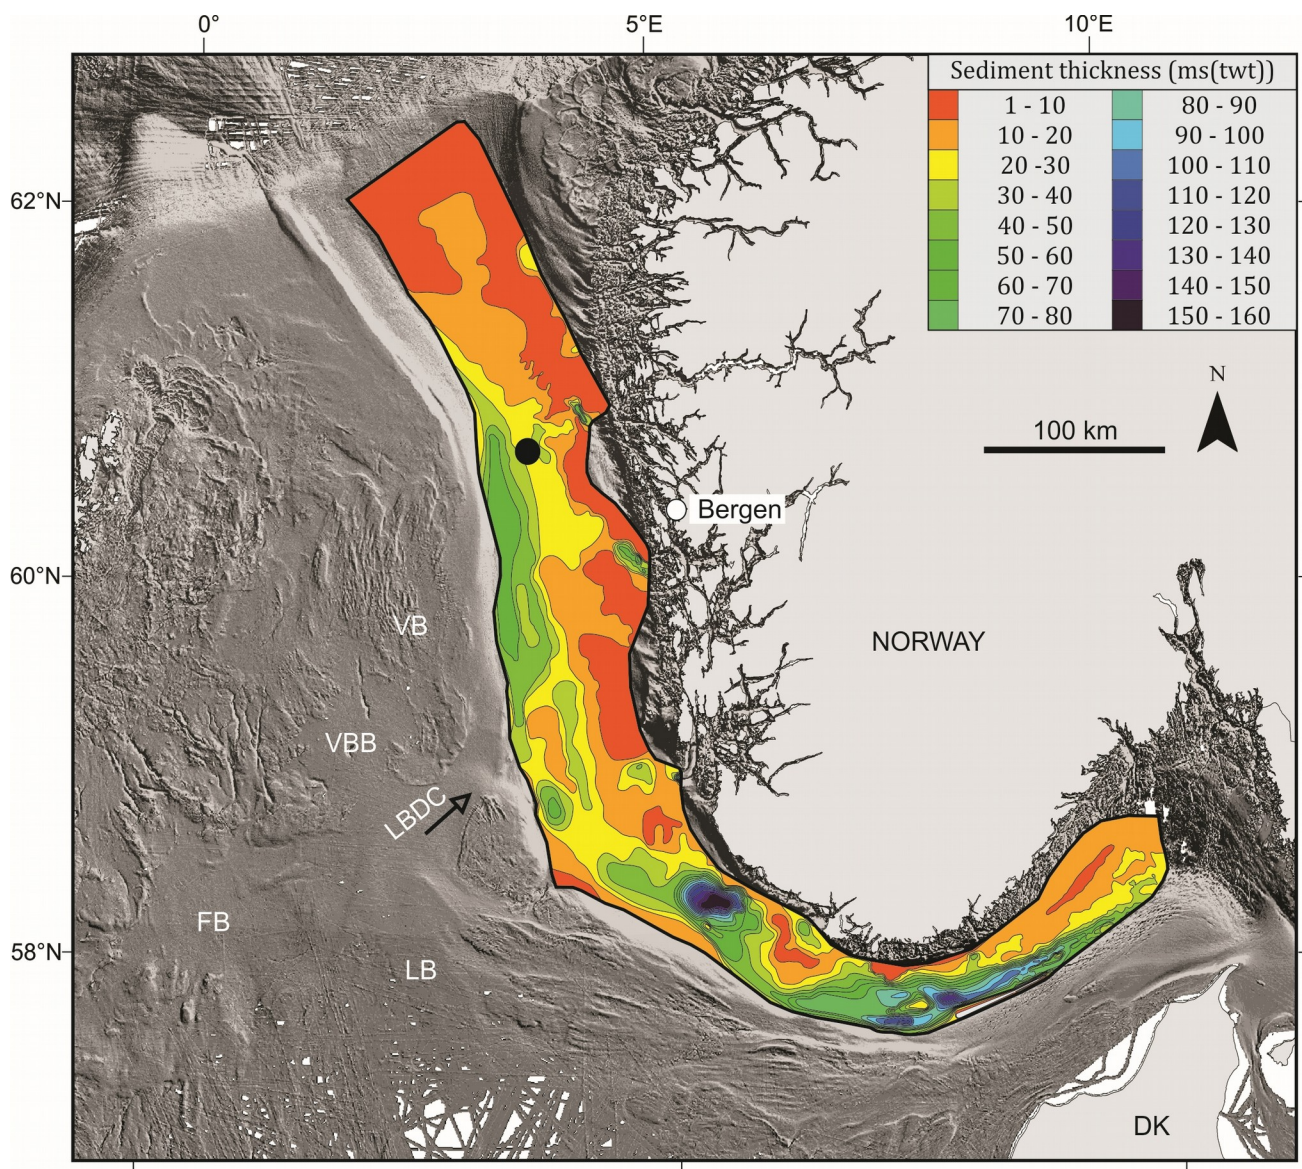 0° 5°E 10°E
Sediment thickness (ms(twt))
1 - 10 80 - 90
10 - 20 90 - 100
20 -30 100 - 110
30 - 40 110 - 120
40 - 50 120 - 130
50 - 60 130 - 140
60 - 70 140 - 150
70 - 80 150 - 160
62°N
N
100 km
Bergen
60°N
VB
NORWAY
VBB
LBDC
FB
58°N
LB
DK